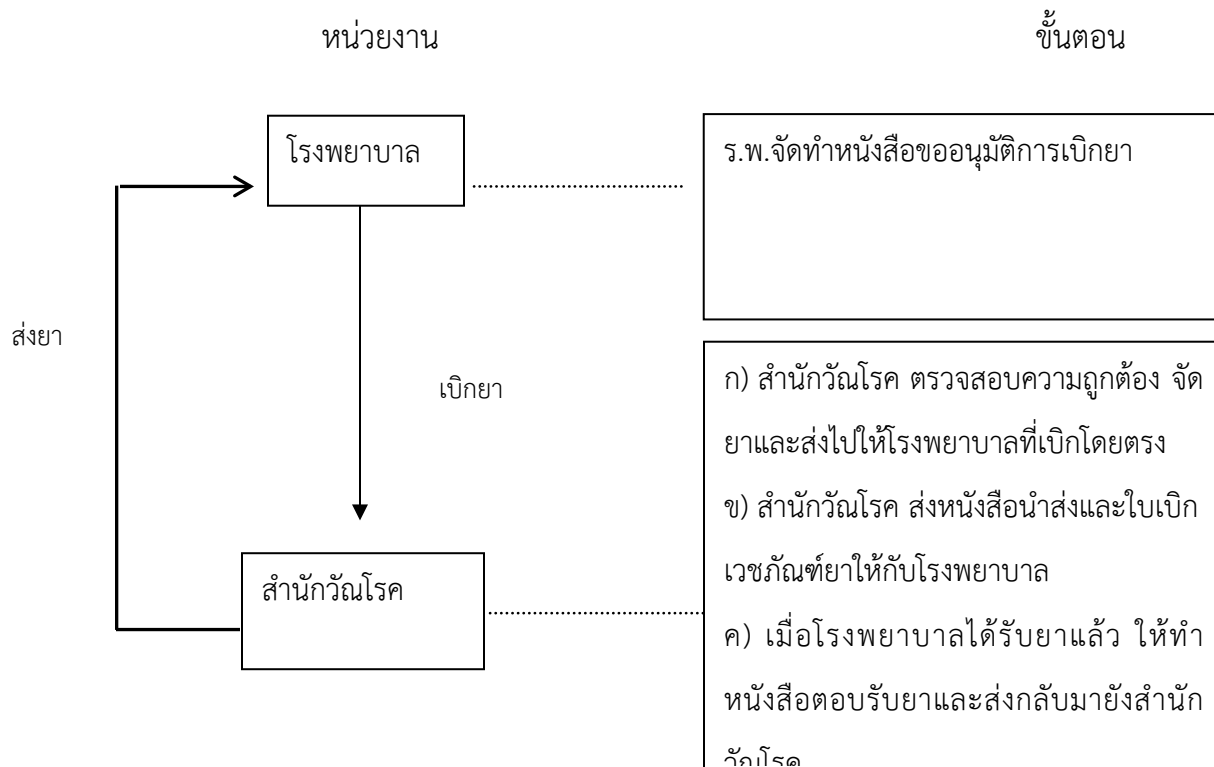 หน่วยงาน ขั้นตอน
โรงพยาบาล
ร.พ.จัดทำหนังสือขออนุมัติการเบิกยา
ส่งยา
เบิกยา
สำนักวัณโรค
ก) สำนักวัณโรค ตรวจสอบความถูกต้อง จัด
ยาและส่งไปให้โรงพยาบาลที่เบิกโดยตรง
ข) สำนักวัณโรค ส่งหนังสือนำส่งและใบเบิก
เวชภัณฑ์ยาให้กับโรงพยาบาล
ค) เมื่อโรงพยาบาลได้รับยาแล้ว ให้ทำ
หนังสือตอบรับยาและส่งกลับมายังสำนัก
วัณโรค